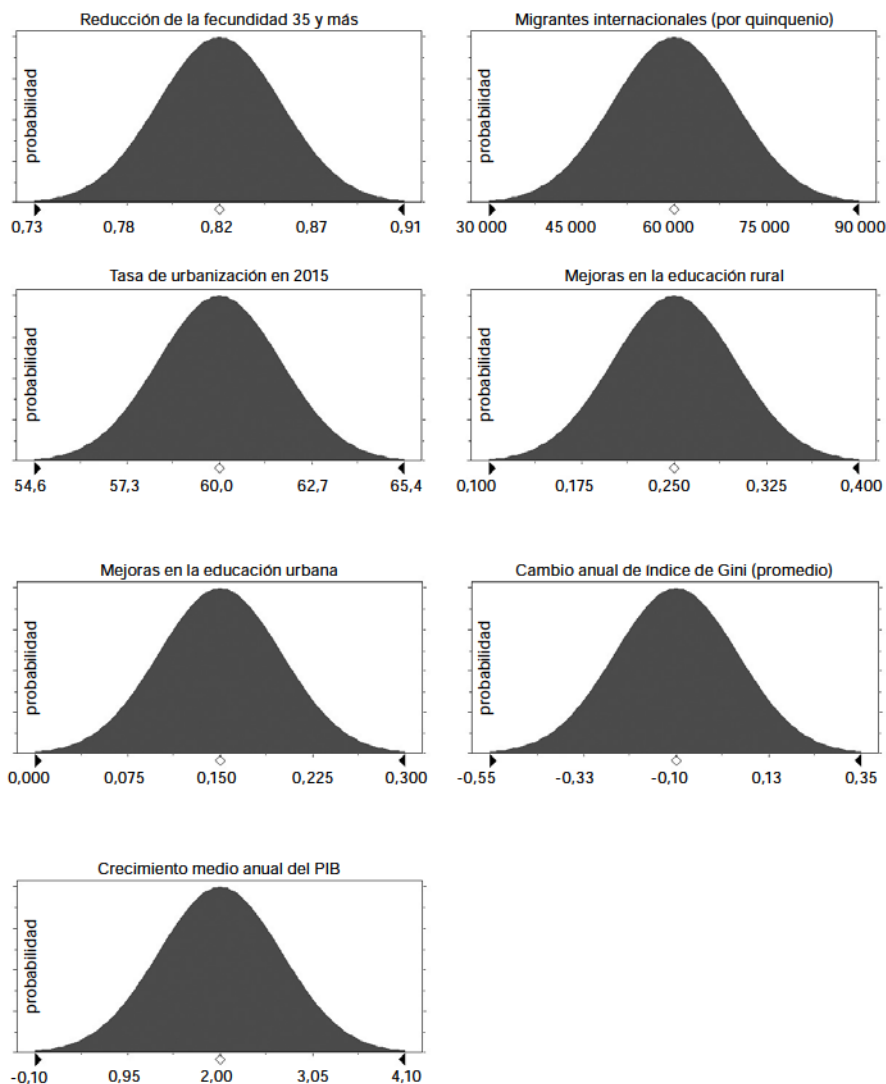 Reducción de la fecundidad 35 y más
probabilidad
0,73 0,78 0,82 0,87 0,91
Migrantes internacionales (por quinquenio)
probabilidad
30 000 45 000 60 000 75 000 90 000
Tasa de urbanización en 2015
probabilidad
54,6 57,3 60,0 62,7 65,4
Mejoras en la educación rural
probabilidad
0,100 0,175 0,250 0,325 0,400
Mejoras en la educación urbana
probabilidad
0,000 0,075 0,150 0,225 0,300
Cambio anual de índice de Gini (promedio)
probabilidad
-0,55 -0,33 -0,10 0,13 0,35
Crecimiento medio anual del PIB
probabilidad
-0,10 0,95 2,00 3,05 4,10